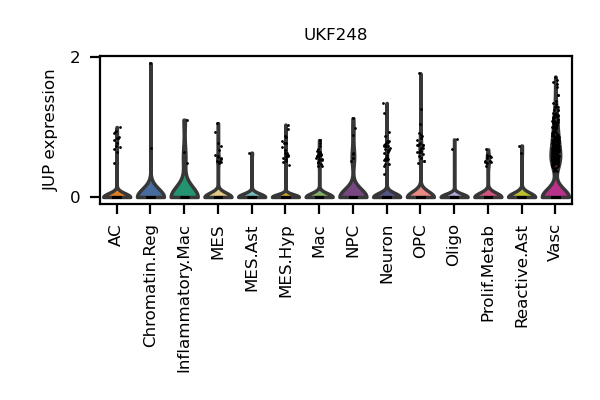 UKF248
JUP expression
2
0
AC
Chromatin.Reg
Inflammatory.Mac
MES
MES.Ast
MES.Hyp
Mac
NPC
Neuron
OPC
Oligo
Prolif.Metab
Reactive.Ast
Vasc